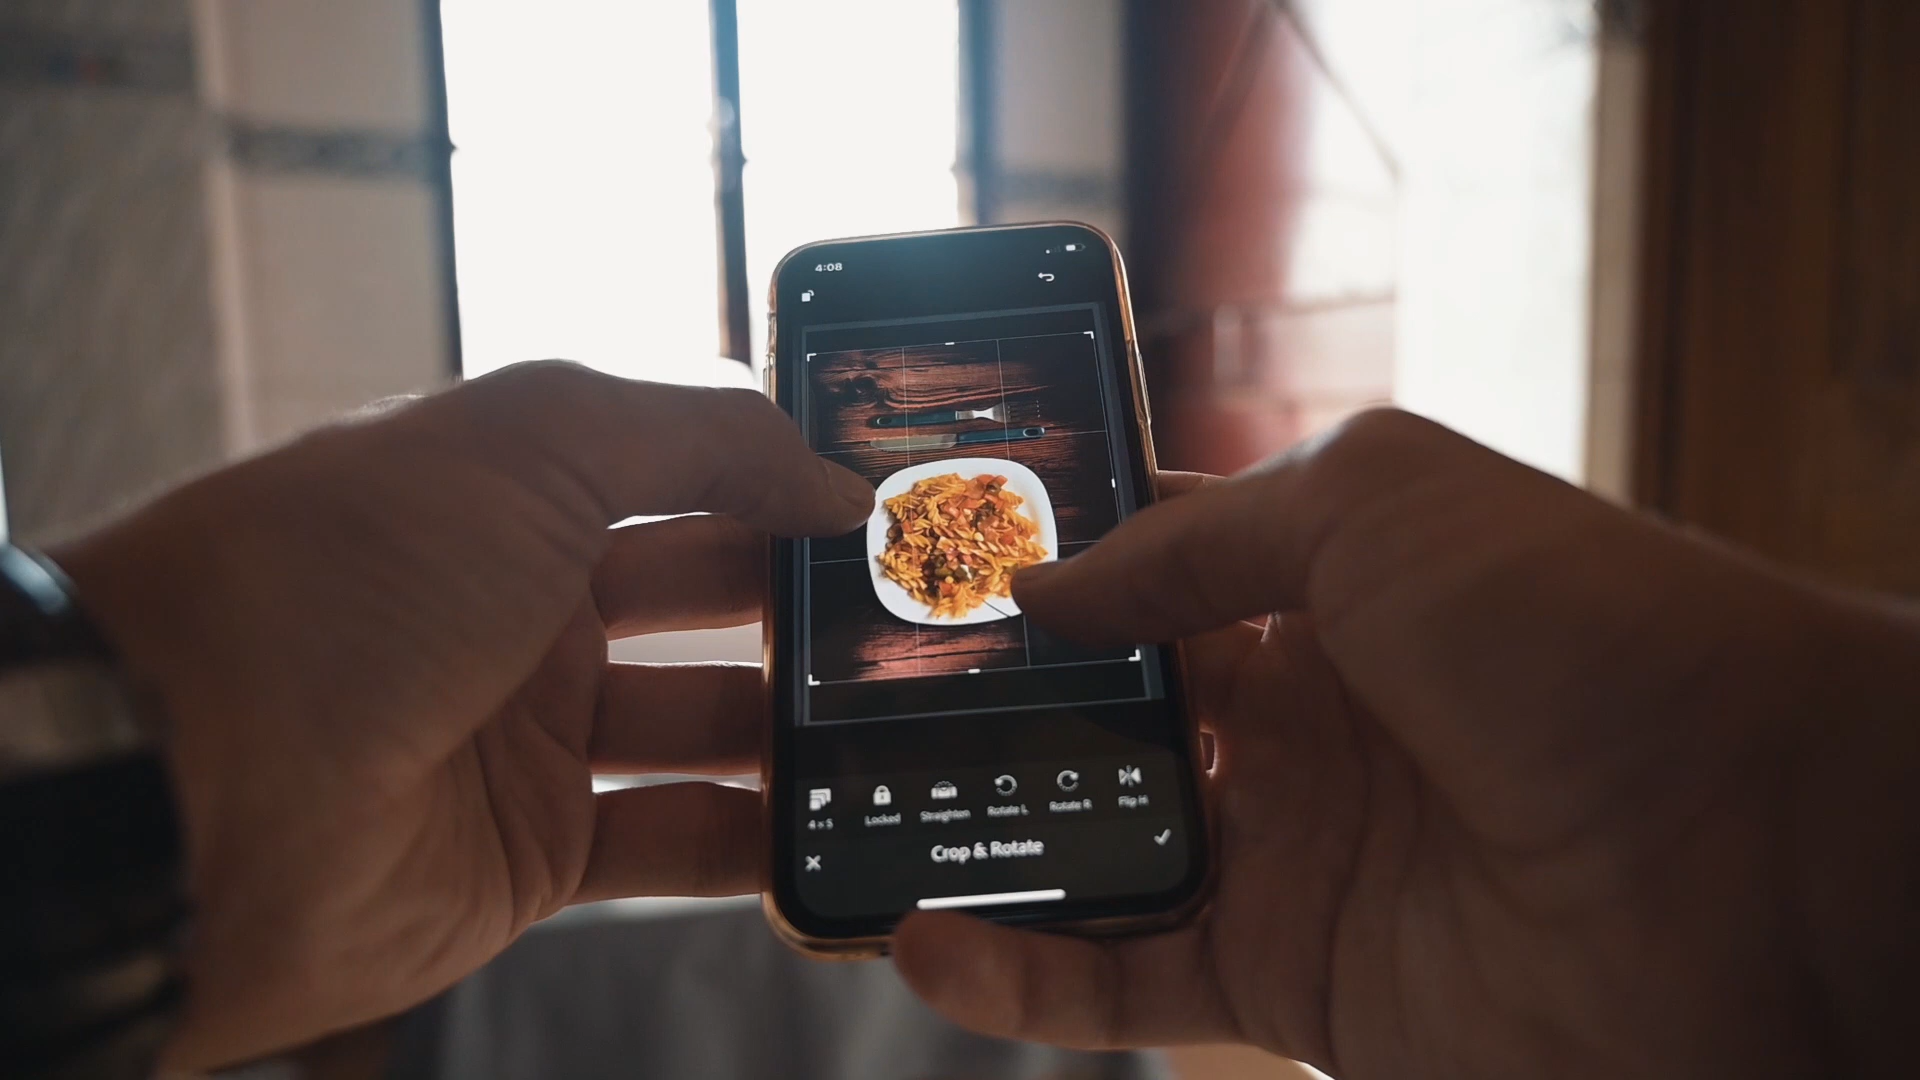 4:08
4 x 5 Locked Straighten Rotate L Rotate R Flip H
Crop & Rotate